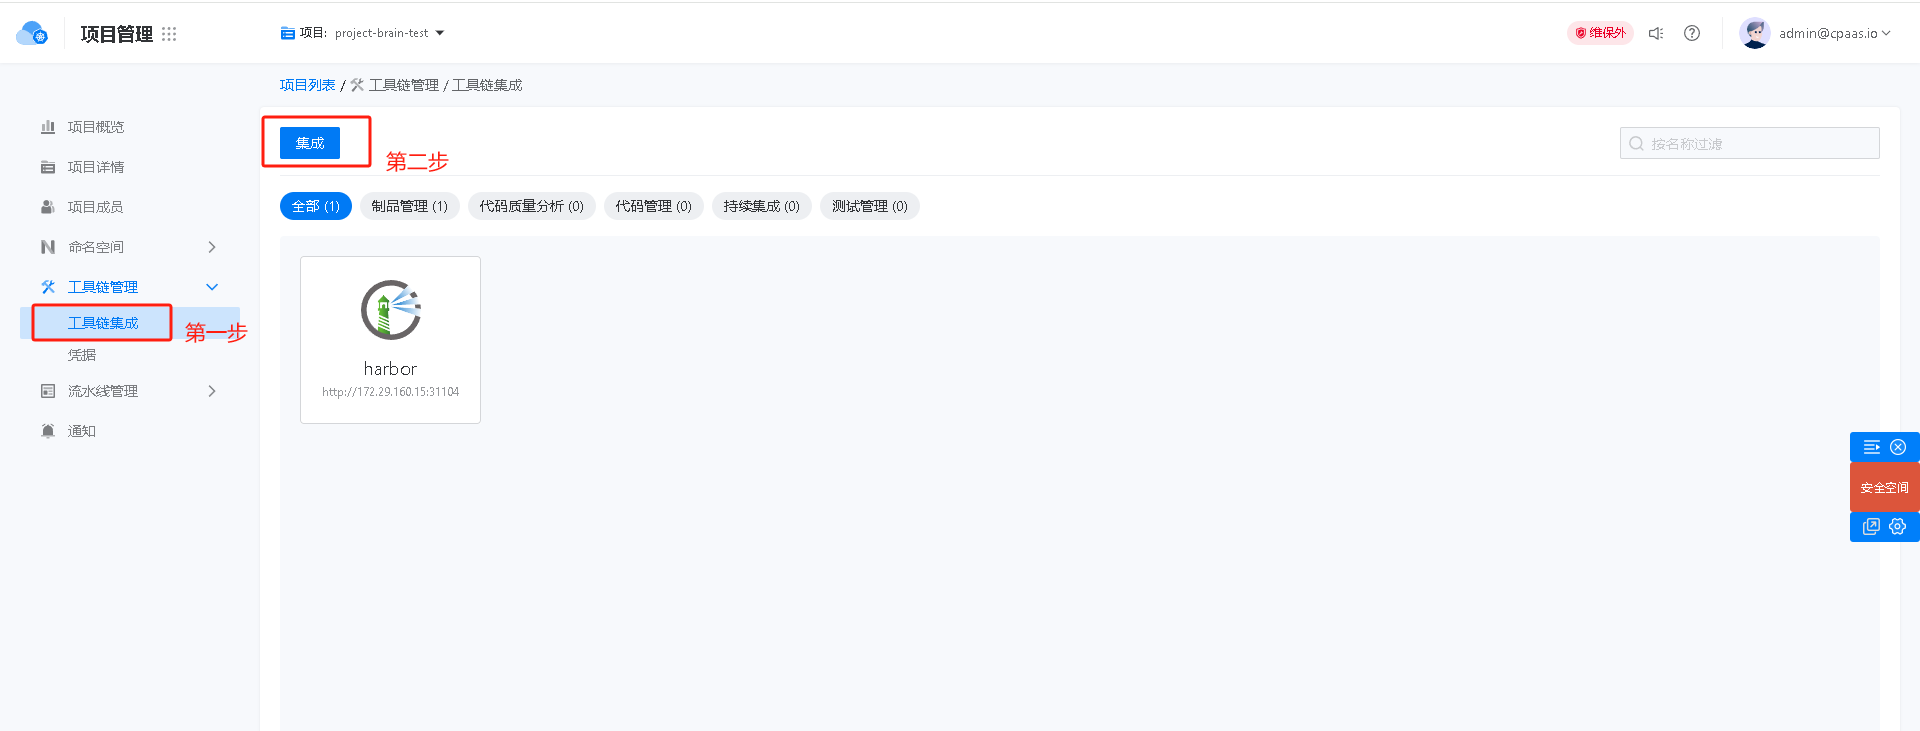 项目管理
项目: project-brain-test
维保外
admin@cpaas.io
项目列表 / 工具链管理 / 工具链集成
项目概览
项目详情
项目成员
命名空间
工具链管理
工具链集成
第一步
凭据
流水线管理
通知
集成
第二步
按名称过滤
全部 (1)
制品管理 (1)
代码质量分析 (0)
代码管理 (0)
持续集成 (0)
测试管理 (0)
harbor
http://172.29.160.15:31104
安全空间